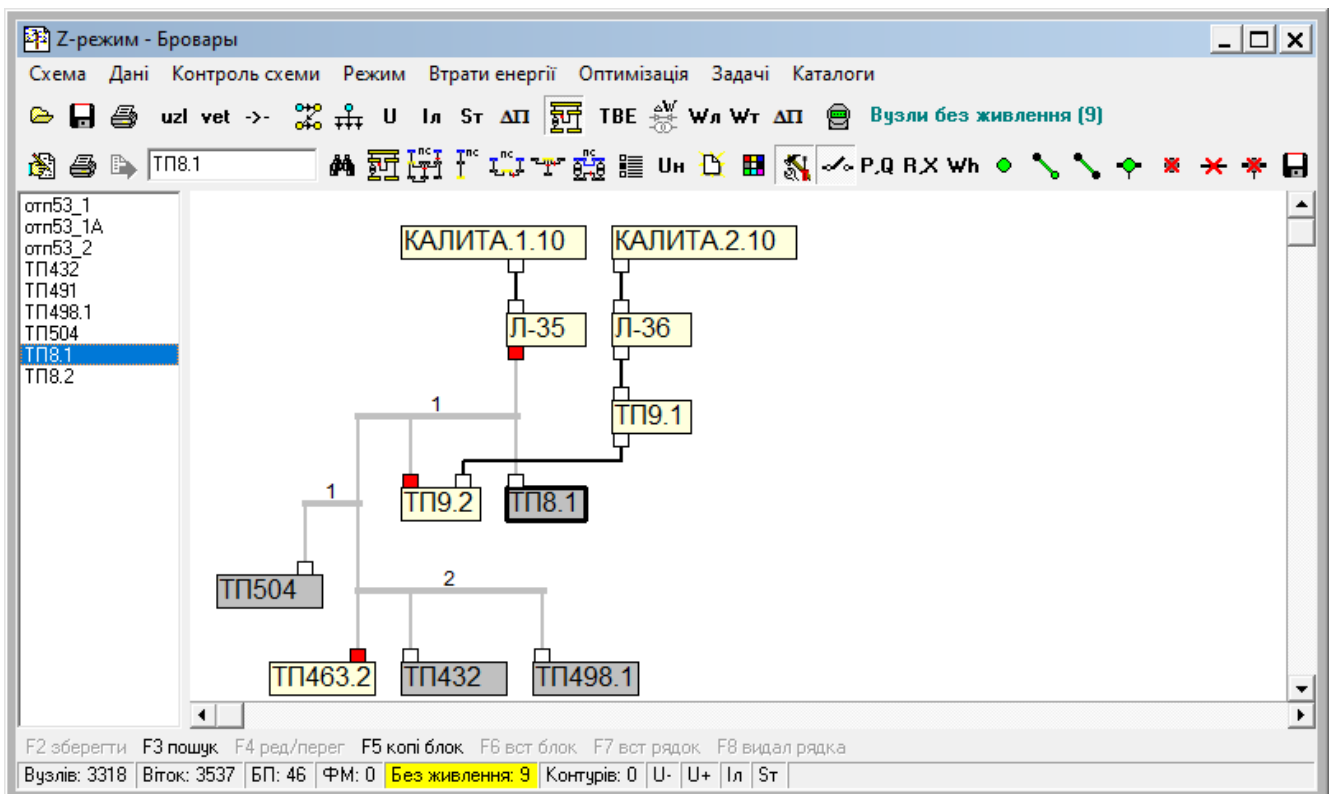 Z-режим - Бровары
Схема Дані Контроль схеми Режим Втрати енергії Оптимізація Задачі Каталоги
uzl vet ->- U Iл Sт ΔП ТВЕ ΔW Wл Wт ΔП Вузли без живлення (9)
ТП8.1 пс пс пс Uн P,Q R,X Wh
отп53_1
отп53_1А
отп53_2
ТП432
ТП491
ТП498.1
ТП504
ТП8.1
ТП8.2
КАЛИТА.1.10 КАЛИТА.2.10
Л-35 Л-36
1
ТП9.1
1
ТП9.2 ТП8.1
2
ТП504
ТП463.2 ТП432 ТП498.1
F2 зберегти F3 пошук F4 ред/перег F5 копі блок F6 вст блок F7 вст рядок F8 видал рядка
Вузлів: 3318 Віток: 3537 БП: 46 ФМ: 0 Без живлення: 9 Контурів: 0 U- U+ Iл Sт